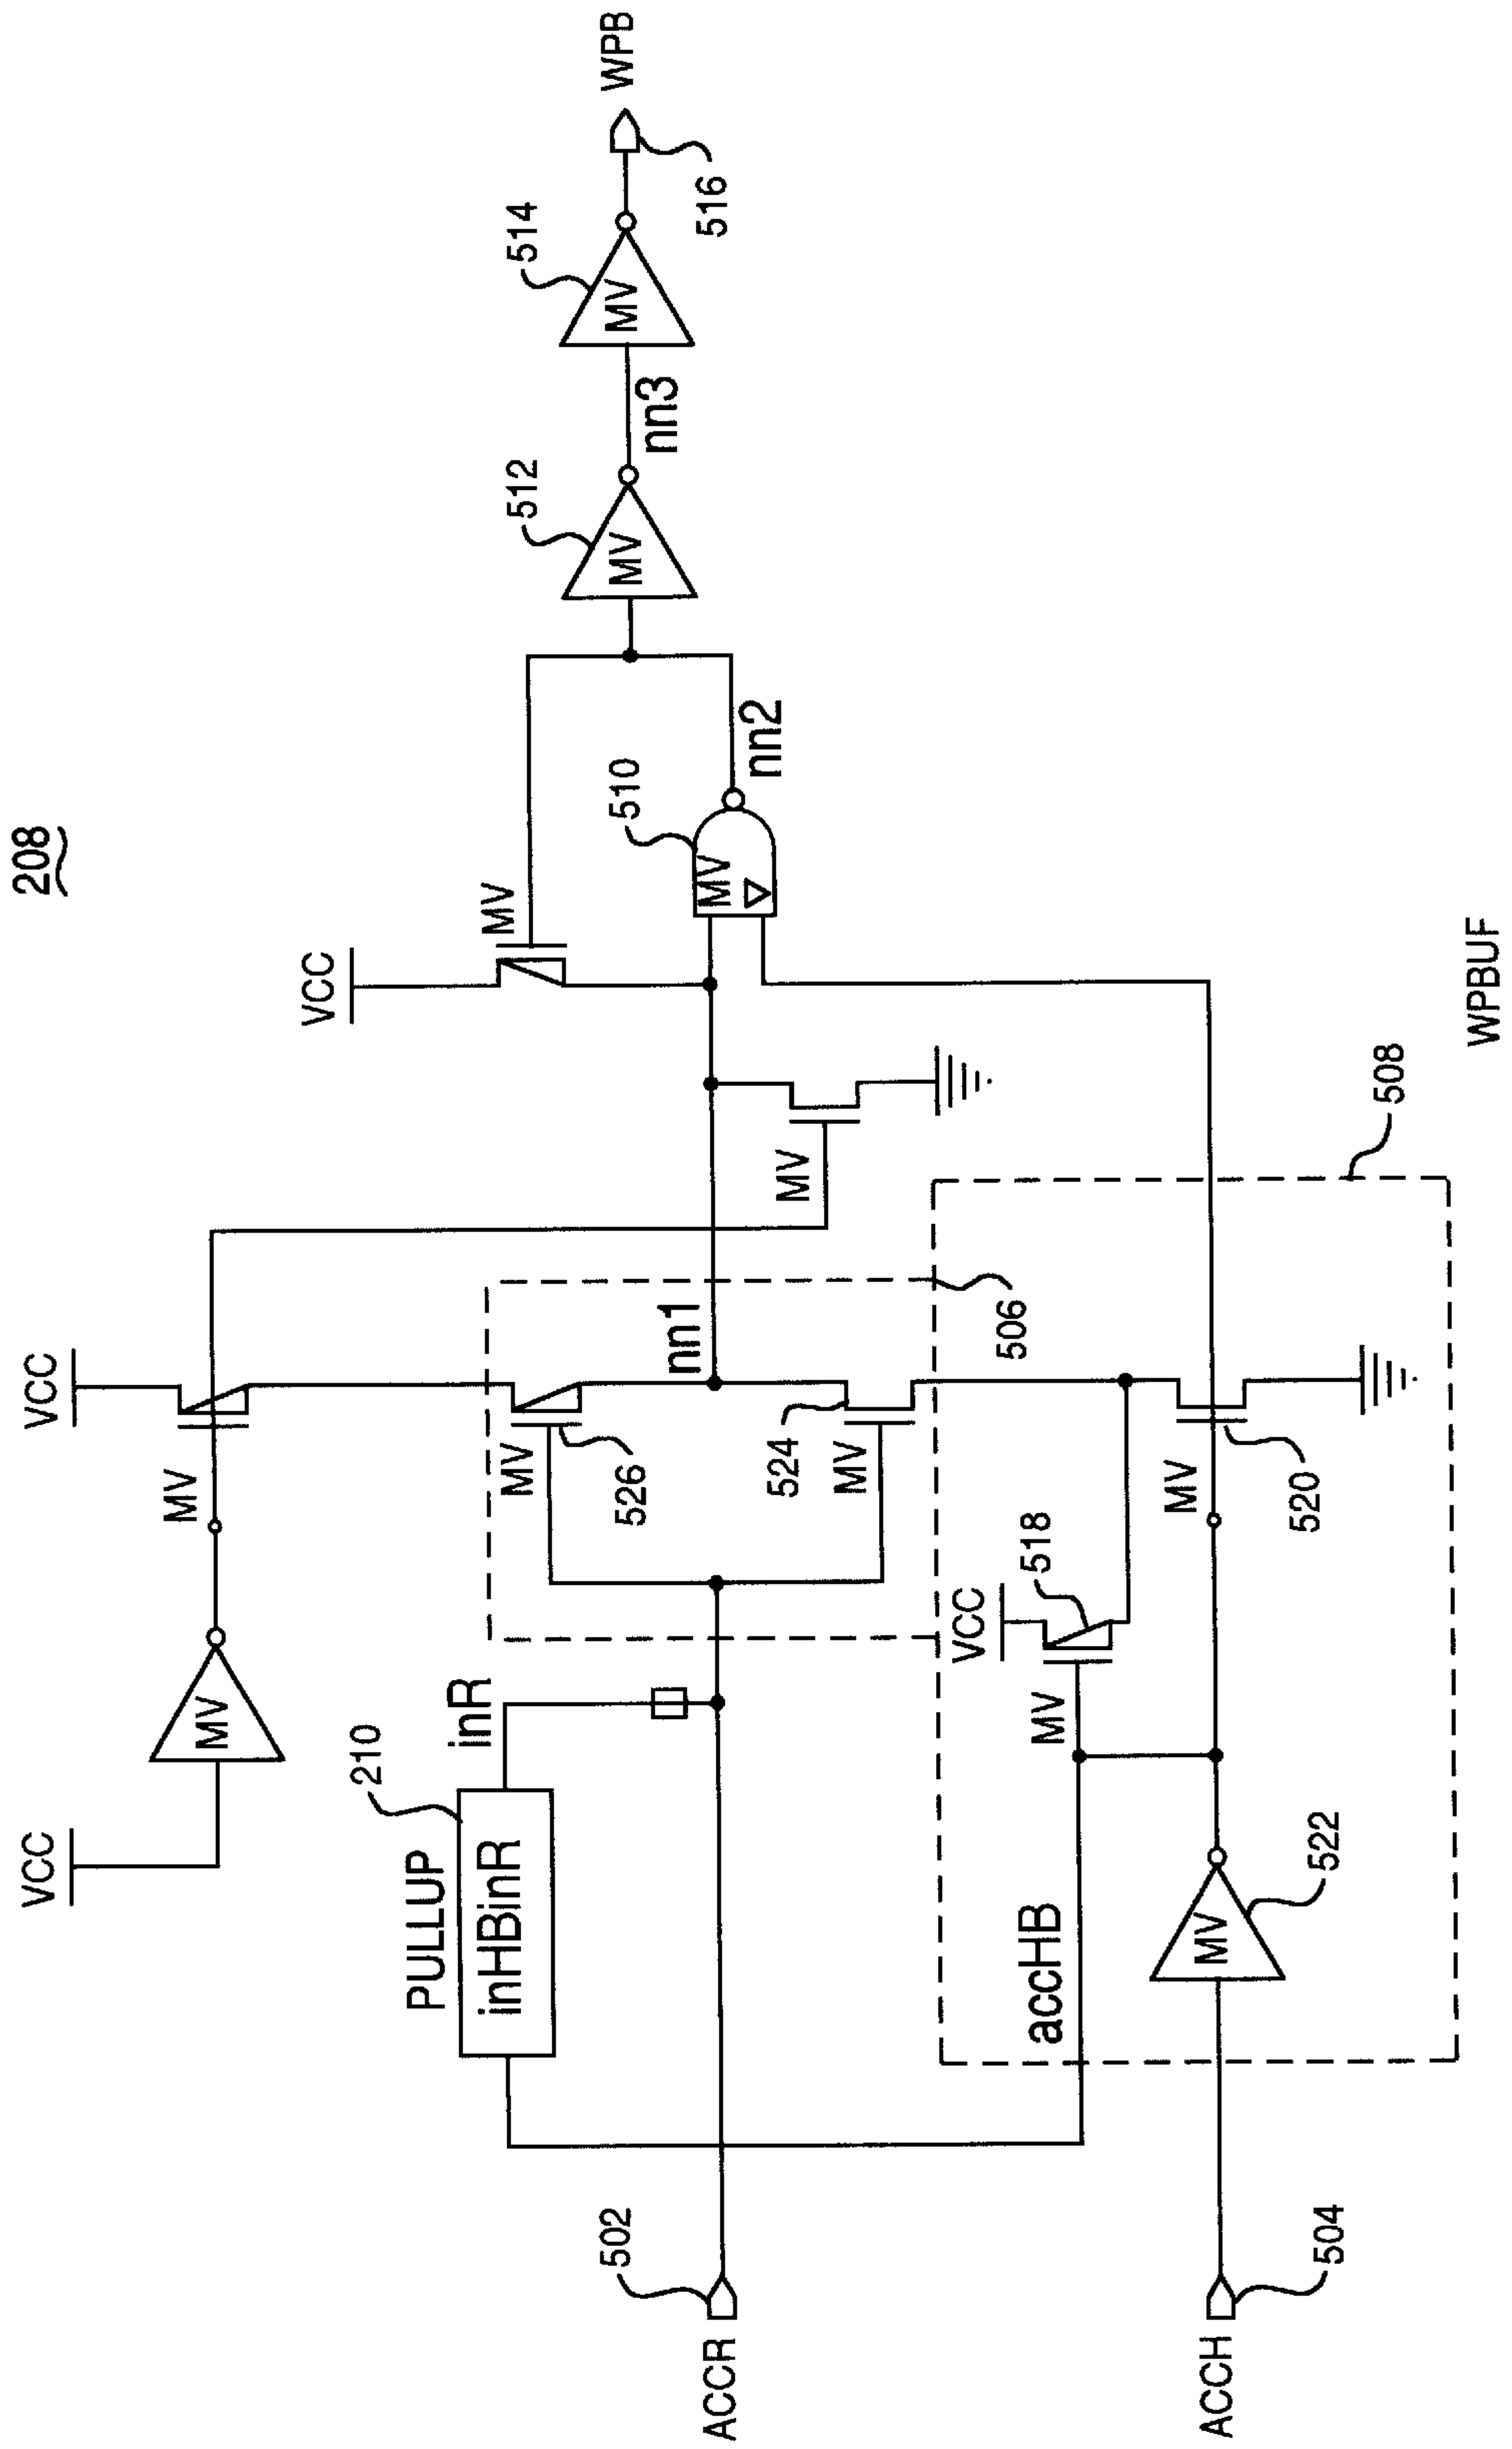 208
VCC
MV
MV
VCC
PULLUP
inHBinR
210
inR
MV
526
524
MV
nn1
506
MV
VCC
MV
MV
510
nn2
MV
512
nn3
MV
514
516
WPB
502
ACCR
504
ACCH
accHB
MV
522
MV
VCC
518
MV
520
508
WPBUF